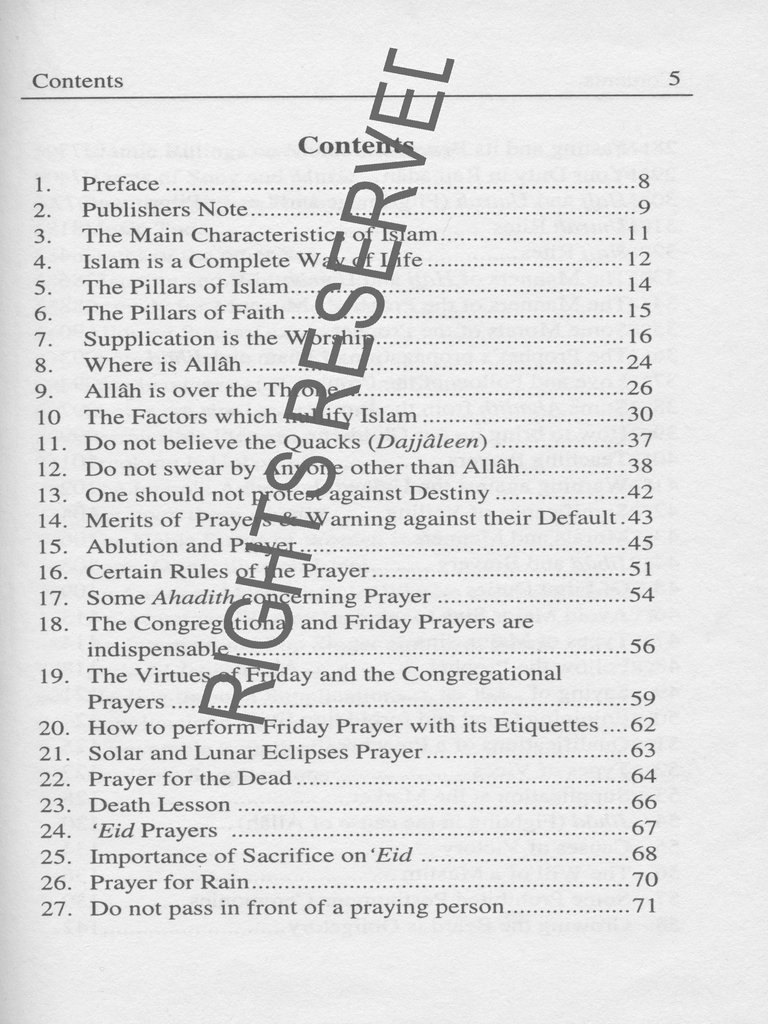 Contents 5
Contents
1. Preface ........................................................................8
2. Publishers Note............................................................9
3. The Main Characteristics of Islam............................11
4. Islam is a Complete Way of Life ...............................12
5. The Pillars of Islam....................................................14
6. The Pillars of Faith ....................................................15
7. Supplication is the Worship.......................................16
8. Where is Allâh ...........................................................24
9. Allâh is over the Throne............................................26
10 The Factors which nullify Islam ................................30
11. Do not believe the Quacks (Dajjâleen) .....................37
12. Do not swear by Anyone other than Allâh................38
13. One should not protest against Destiny ....................42
14. Merits of Prayers & Warning against their Default .43
15. Ablution and Prayer..................................................45
16. Certain Rules of the Prayer.......................................51
17. Some Ahadith concerning Prayer .............................54
18. The Congregational and Friday Prayers are
indispensable ............................................................56
19. The Virtues of Friday and the Congregational
Prayers ......................................................................59
20. How to perform Friday Prayer with its Etiquettes ....62
21. Solar and Lunar Eclipses Prayer...............................63
22. Prayer for the Dead ...................................................64
23. Death Lesson ............................................................66
24. ‘Eid Prayers .............................................................67
25. Importance of Sacrifice on ‘Eid ................................68
26. Prayer for Rain..........................................................70
27. Do not pass in front of a praying person...................71
RIGHTS RESERVE